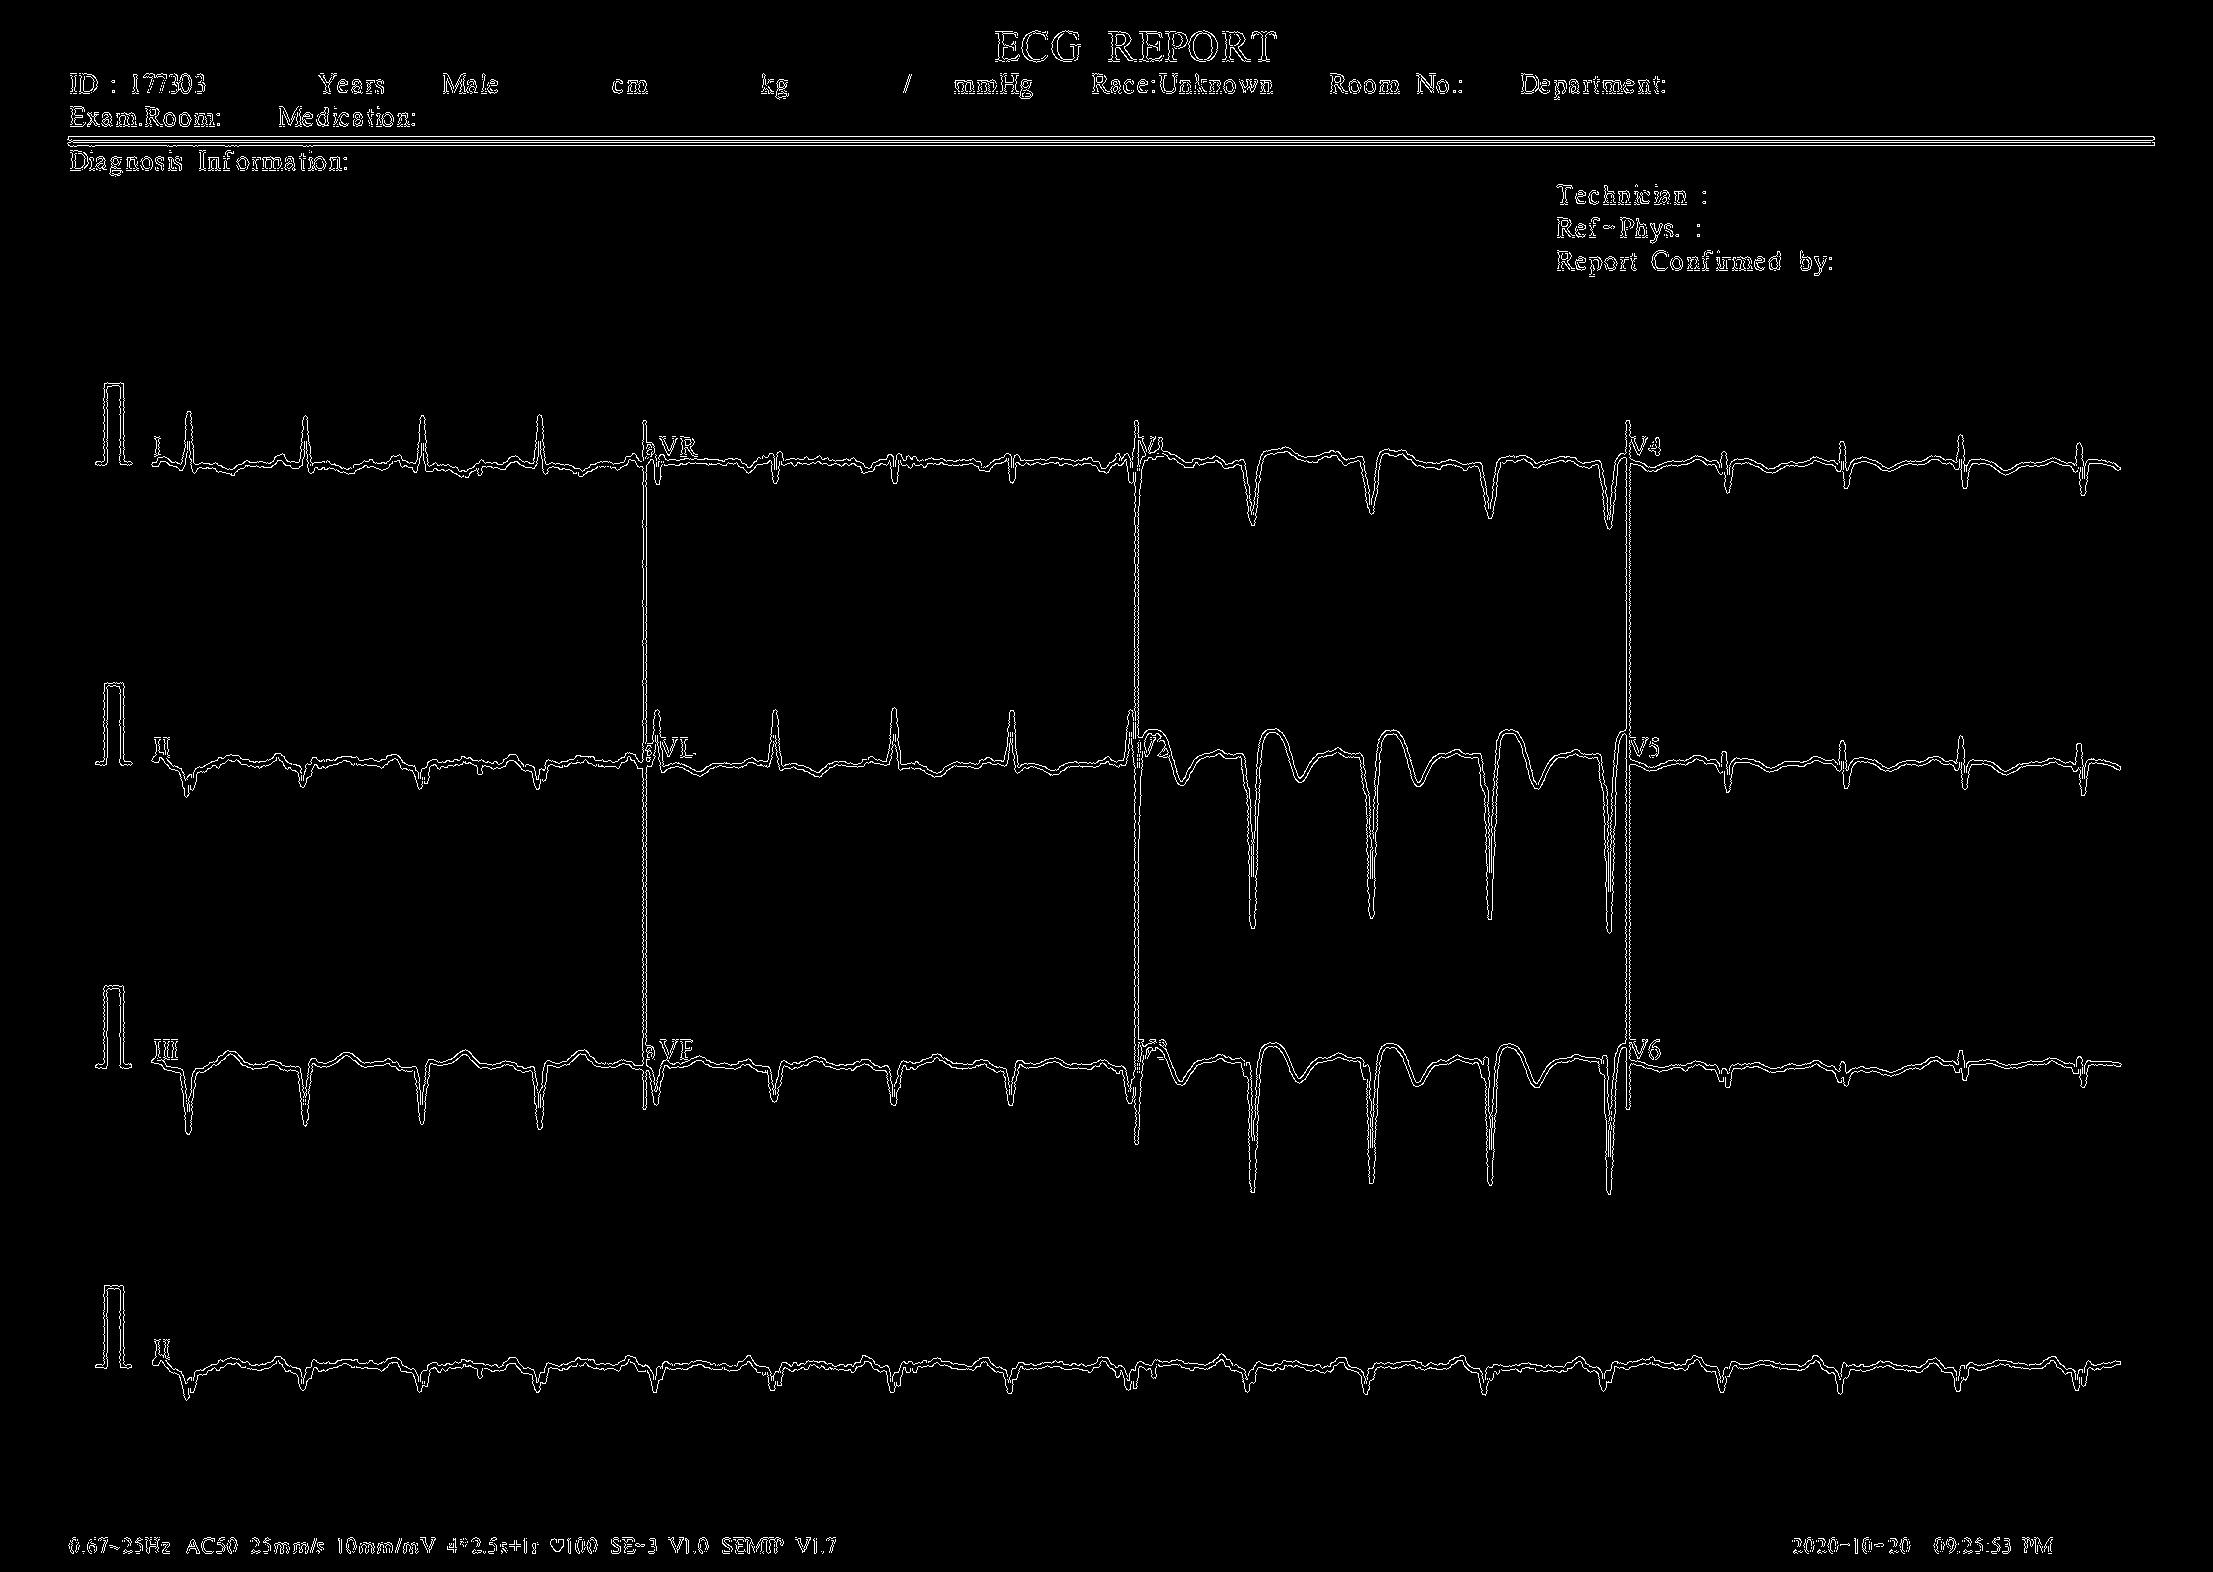 ECG REPORT
ID : 177303 Years Male cm kg / mmHg Race:Unknown Room No.: Department:
Exam.Room: Medication:
Diagnosis Information:
Technician :
Ref-Phys. :
Report Confirmed by:
I aVR V1 V4
II aVL V2 V5
III aVF V3 V6
II
0.67~25Hz AC50 25mm/s 10mm/mV 4*2.5s+1r ♡100 SE-3 V1.0 SEMIP V1.7
2020-10-20 09:25:53 PM